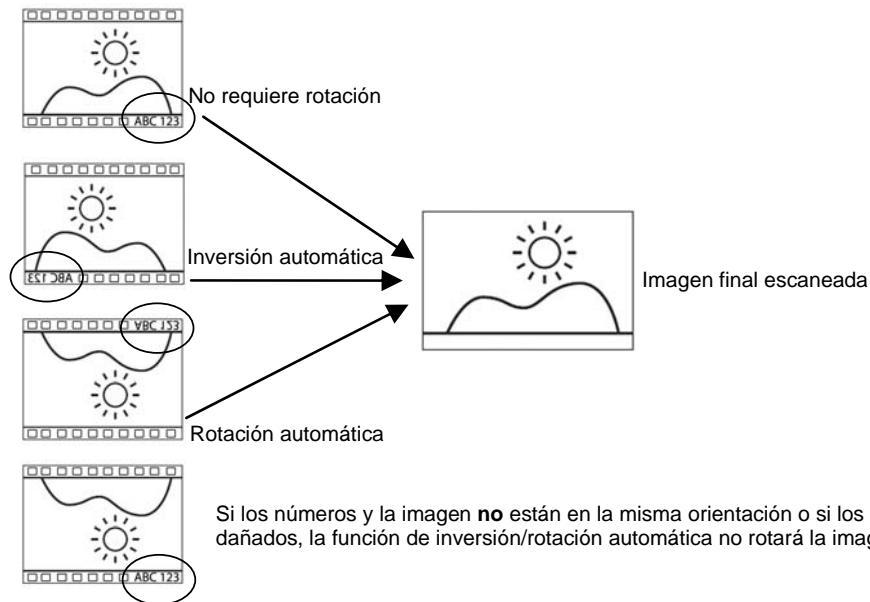 ABC 123
No requiere rotación
Inversión automática
ABC 123
Imagen final escaneada
ABC 123
Rotación automática
Si los números y la imagen no están en la misma orientación o si los
dañados, la función de inversión/rotación automática no rotará la
ABC 123